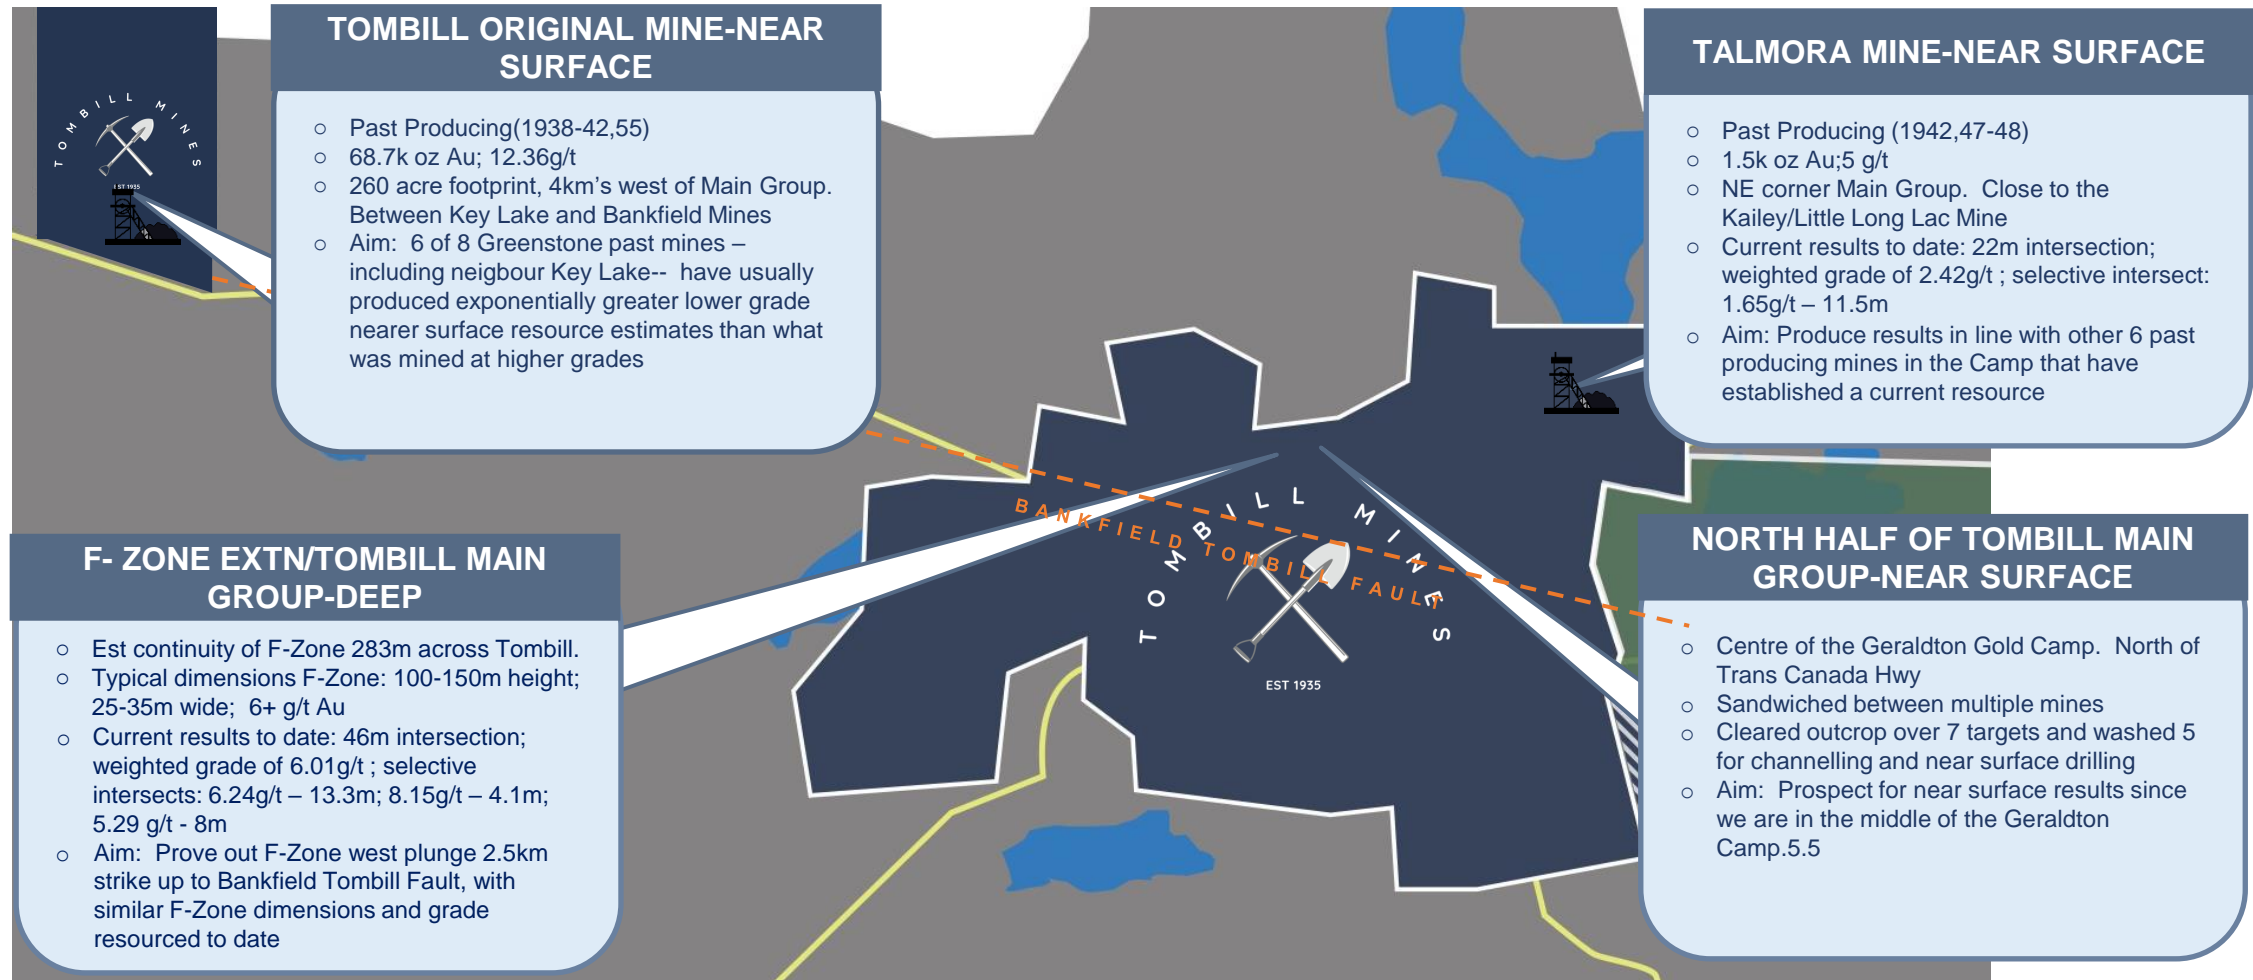 TOMBILL MINES
EST 1935
TOMBILL ORIGINAL MINE-NEAR
SURFACE
○ Past Producing(1938-42,55)
○ 68.7k oz Au; 12.36g/t
○ 260 acre footprint, 4km’s west of Main Group.
Between Key Lake and Bankfield Mines
○ Aim: 6 of 8 Greenstone past mines –
including neigbour Key Lake-- have usually
produced exponentially greater lower grade
nearer surface resource estimates than what
was mined at higher grades
TALMORA MINE-NEAR SURFACE
○ Past Producing (1942,47-48)
○ 1.5k oz Au;5 g/t
○ NE corner Main Group. Close to the
Kailey/Little Long Lac Mine
○ Current results to date: 22m intersection;
weighted grade of 2.42g/t ; selective intersect:
1.65g/t – 11.5m
○ Aim: Produce results in line with other 6 past
producing mines in the Camp that have
established a current resource
BANKFIELD TOMBILL FAULT
TOMBILL MINES
EST 1935
F- ZONE EXTN/TOMBILL MAIN
GROUP-DEEP
○ Est continuity of F-Zone 283m across Tombill.
○ Typical dimensions F-Zone: 100-150m height;
25-35m wide; 6+ g/t Au
○ Current results to date: 46m intersection;
weighted grade of 6.01g/t ; selective
intersects: 6.24g/t – 13.3m; 8.15g/t – 4.1m;
5.29 g/t - 8m
○ Aim: Prove out F-Zone west plunge 2.5km
strike up to Bankfield Tombill Fault, with
similar F-Zone dimensions and grade
resourced to date
NORTH HALF OF TOMBILL MAIN
GROUP-NEAR SURFACE
○ Centre of the Geraldton Gold Camp. North of
Trans Canada Hwy
○ Sandwiched between multiple mines
○ Cleared outcrop over 7 targets and washed 5
for channelling and near surface drilling
○ Aim: Prospect for near surface results since
we are in the middle of the Geraldton
Camp.5.5